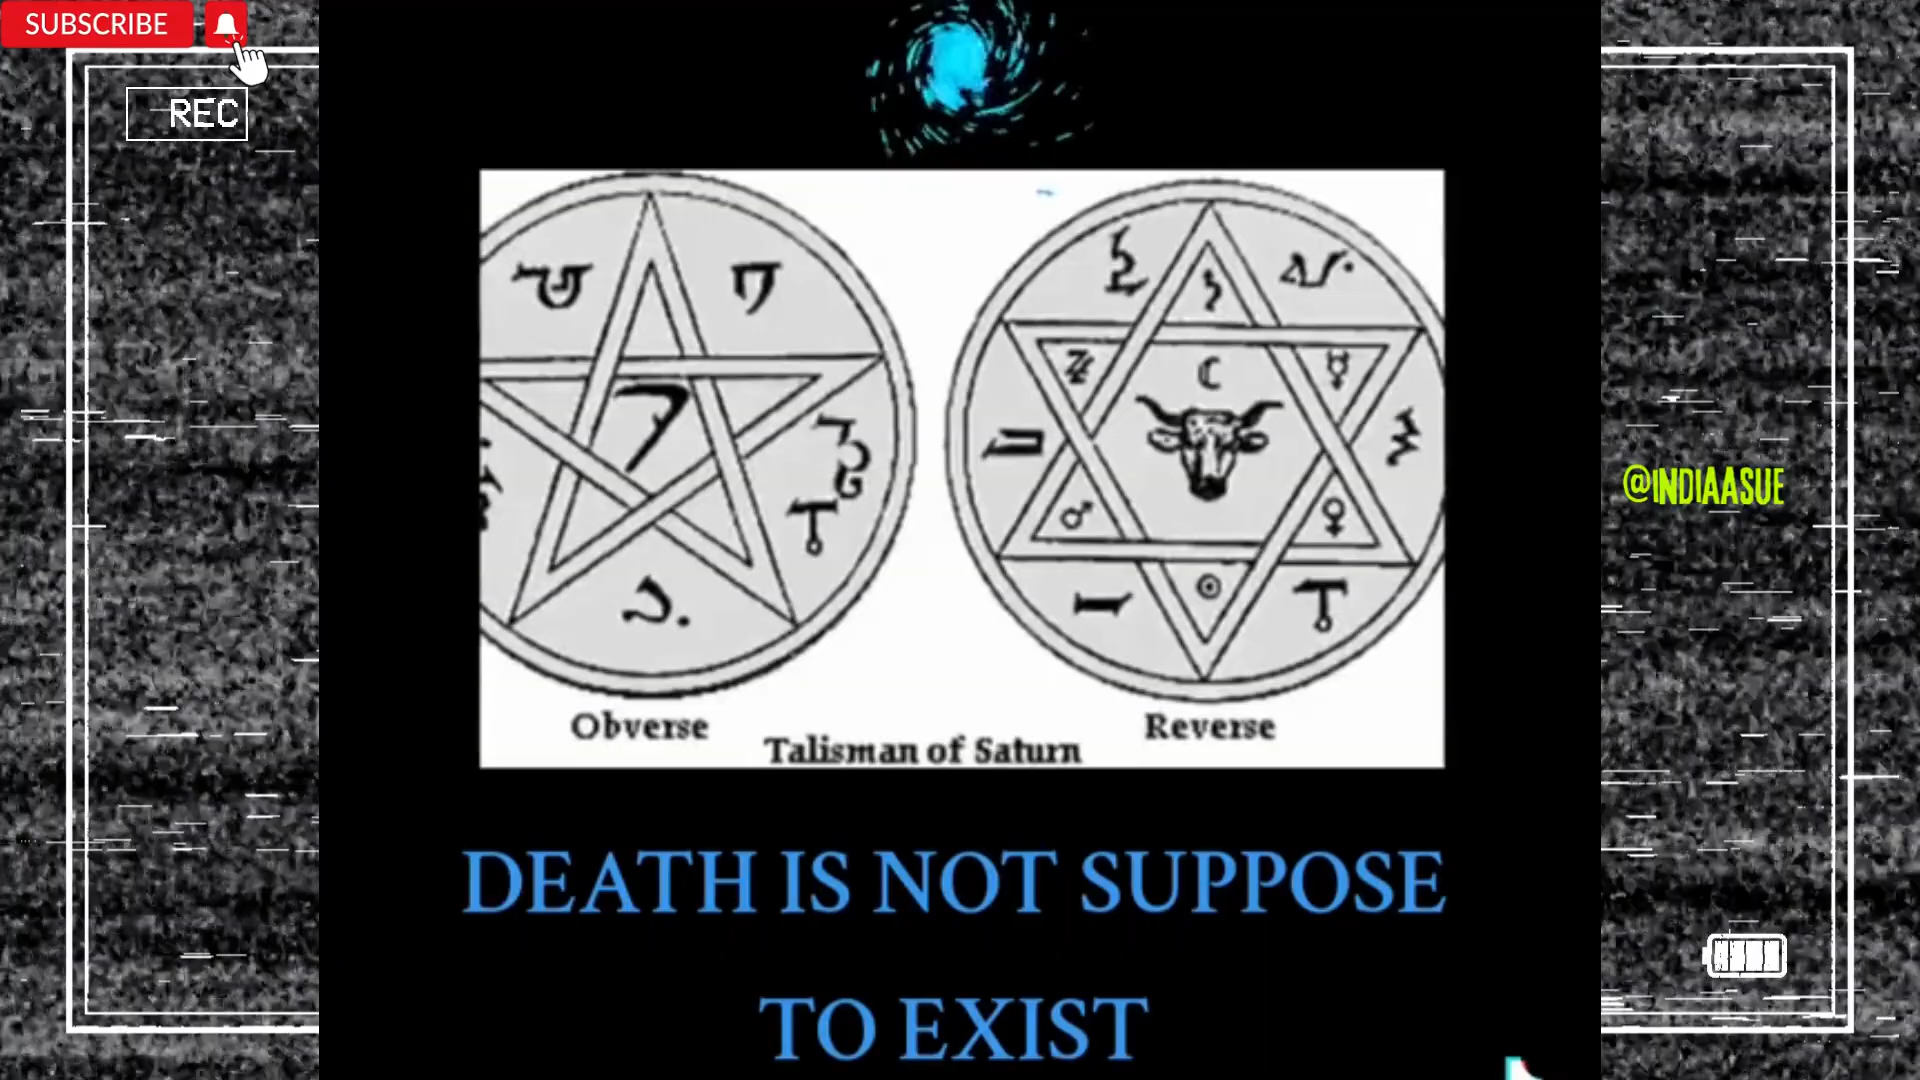 SUBSCRIBE
REC
Obverse
Reverse
Talisman of Saturn
@INDIAASUE
DEATH IS NOT SUPPOSE
TO EXIST